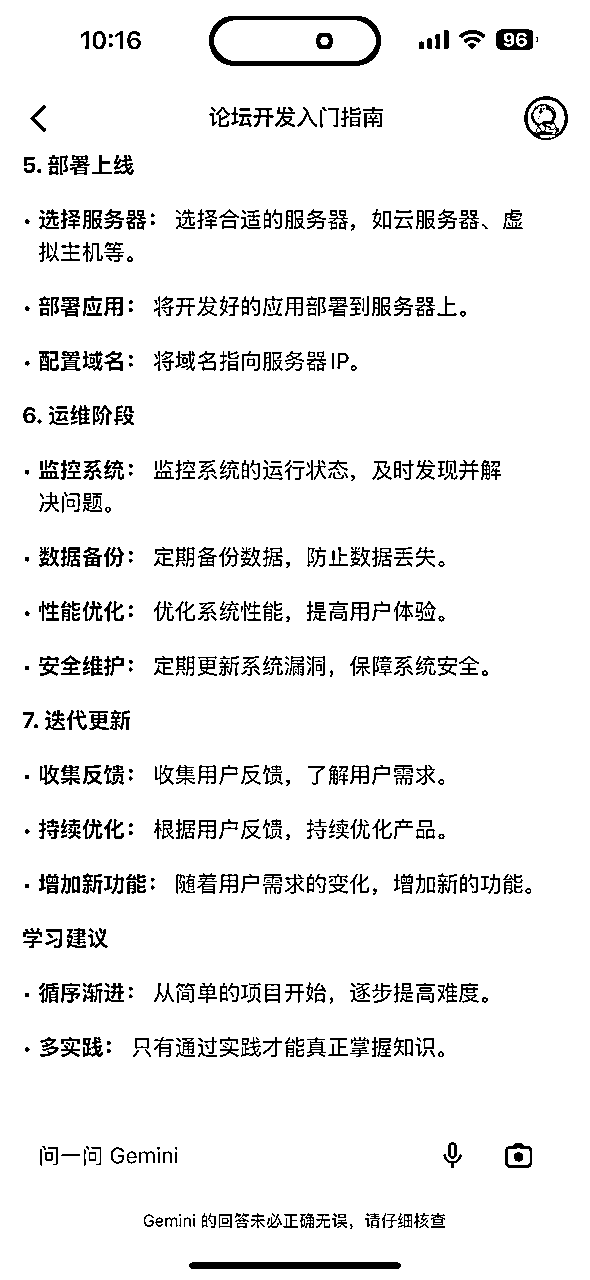 10:16
96
论坛开发入门指南
5. 部署上线
• 选择服务器： 选择合适的服务器，如云服务器、虚
拟主机等。
• 部署应用： 将开发好的应用部署到服务器上。
• 配置域名： 将域名指向服务器 IP。
6. 运维阶段
• 监控系统： 监控系统的运行状态，及时发现并解
决问题。
• 数据备份： 定期备份数据，防止数据丢失。
• 性能优化： 优化系统性能，提高用户体验。
• 安全维护： 定期更新系统漏洞，保障系统安全。
7. 迭代更新
• 收集反馈： 收集用户反馈，了解用户需求。
• 持续优化： 根据用户反馈，持续优化产品。
• 增加新功能： 随着用户需求的变化，增加新的功能。
学习建议
• 循序渐进： 从简单的项目开始，逐步提高难度。
• 多实践： 只有通过实践才能真正掌握知识。
问一问 Gemini
Gemini 的回答未必正确无误，请仔细核查